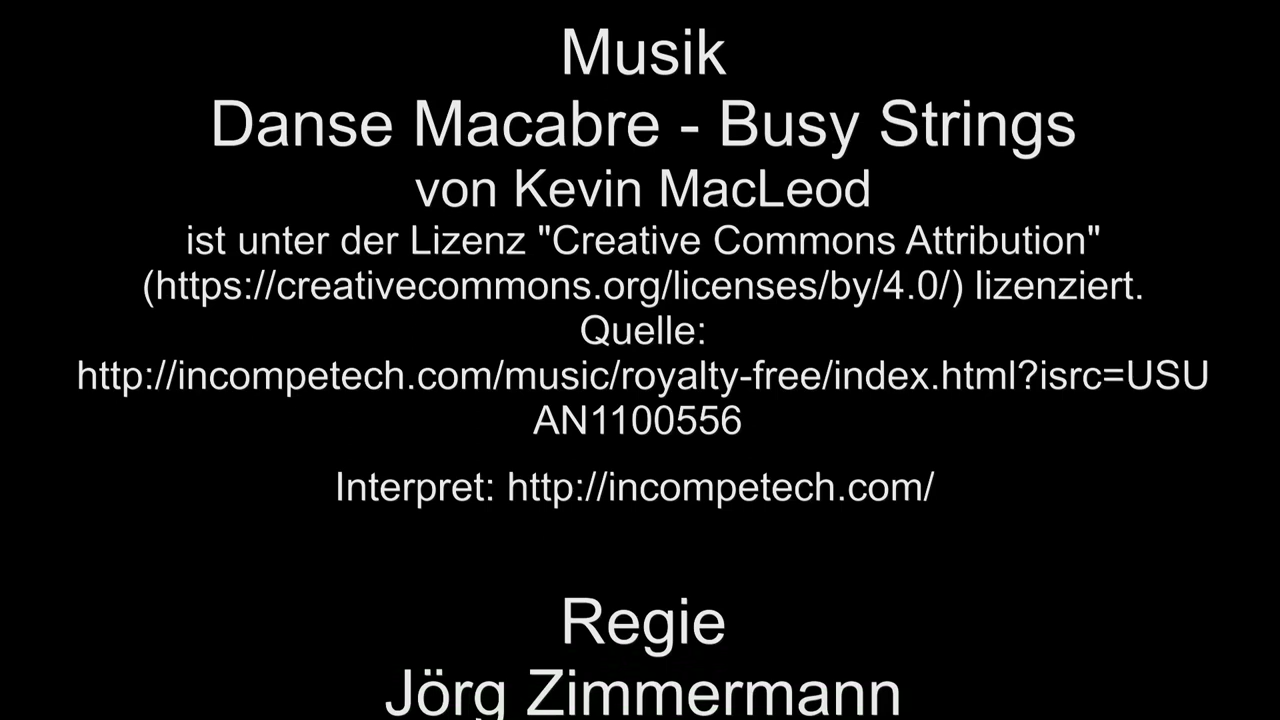 Musik
Danse Macabre - Busy Strings
von Kevin MacLeod
ist unter der Lizenz "Creative Commons Attribution"
(https://creativecommons.org/licenses/by/4.0/) lizenziert.
Quelle:
http://incompetech.com/music/royalty-free/index.html?isrc=USU
AN1100556
Interpret: http://incompetech.com/
Regie
Jörg Zimmermann